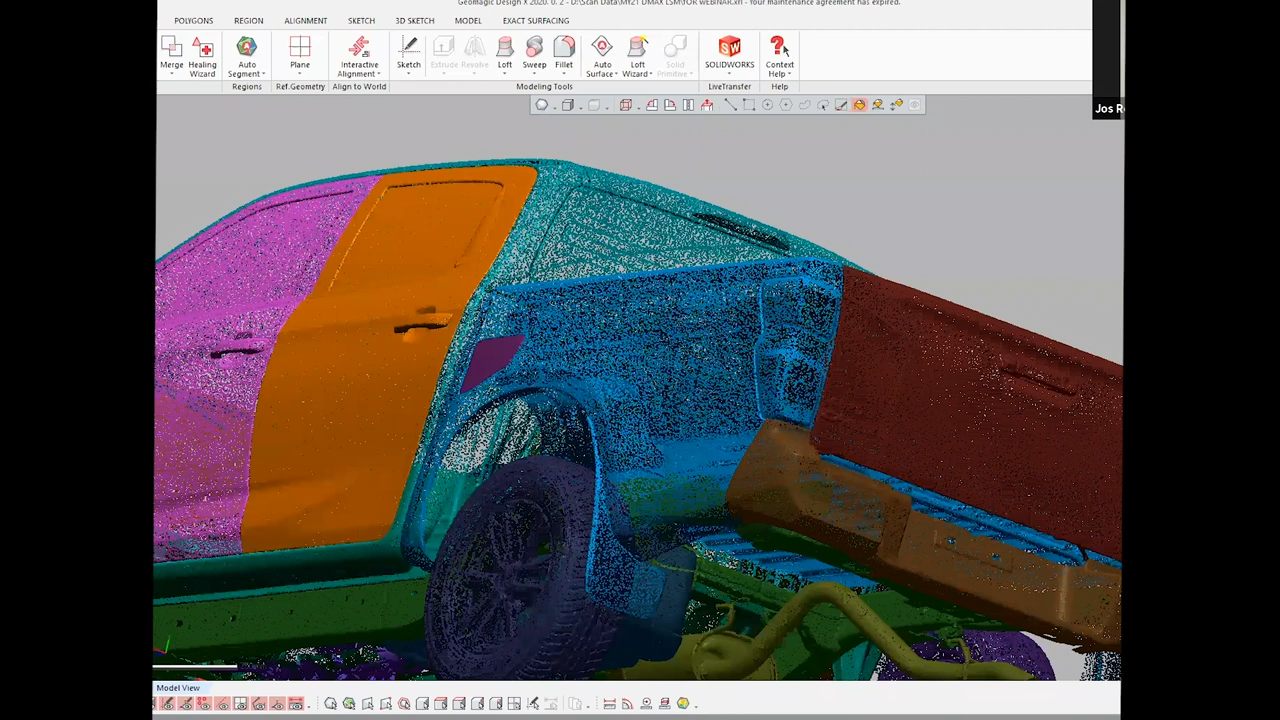 Geomagic Design X 2020. 0. 2 - D:\Scan Data\MY21 DMAX LSM\FOR WEBINAR.xrl - Your maintenance agreement has expired.
POLYGONS REGION ALIGNMENT SKETCH 3D SKETCH MODEL EXACT SURFACING
Merge Healing Wizard Auto Segment Plane Interactive Alignment Sketch Extrude Revolve Loft Sweep Fillet Auto Surface Loft Wizard Solid Primitive SOLIDWORKS Context Help
Regions Ref.Geometry Align to World Modeling Tools LiveTransfer Help
Jos R
Model View